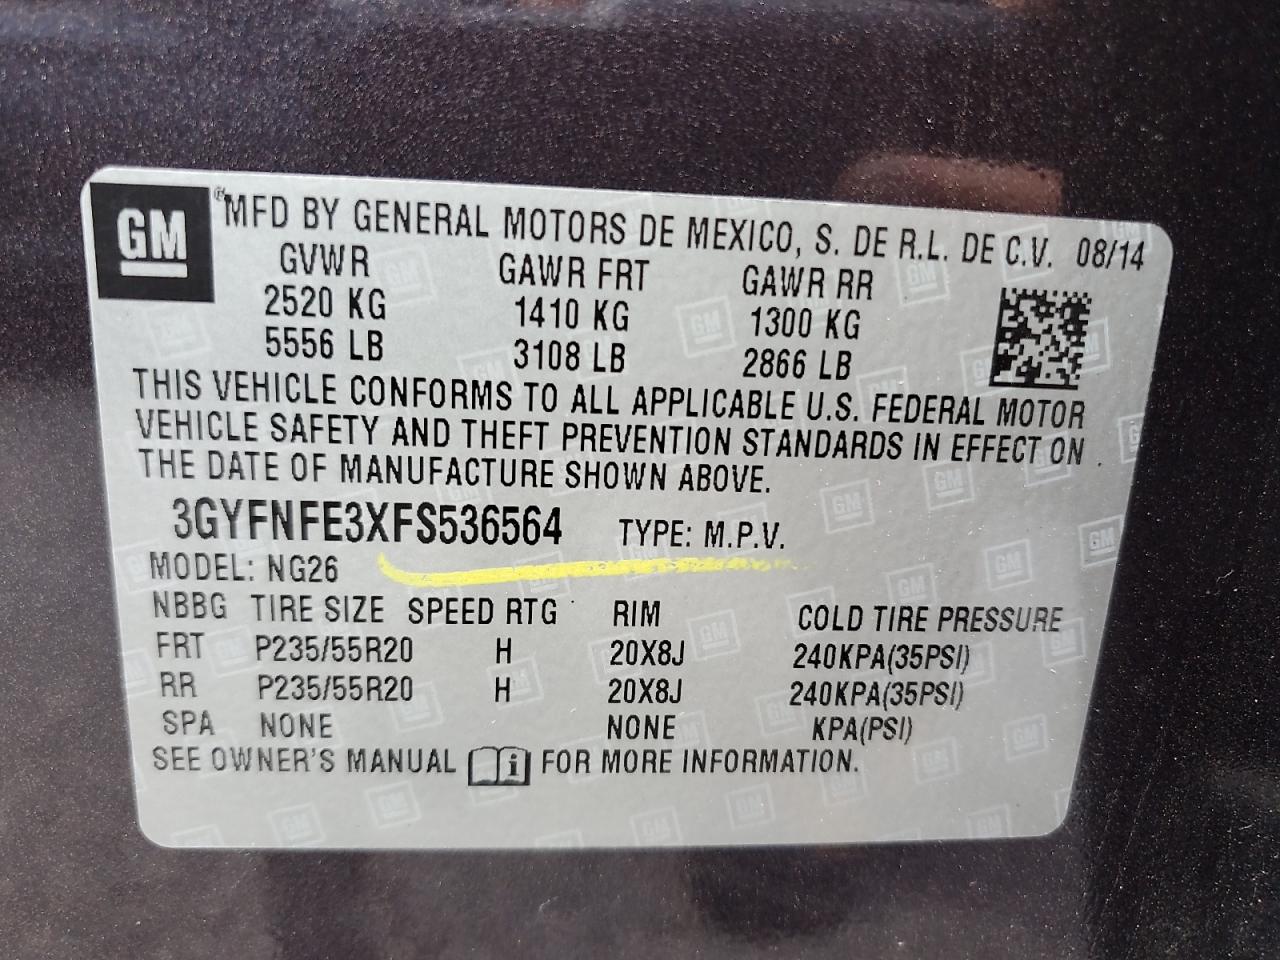 GM ® MFD BY GENERAL MOTORS DE MEXICO, S. DE R.L. DE C.V. 08/14
GVWR GAWR FRT GAWR RR
2520 KG 1410 KG 1300 KG
5556 LB 3108 LB 2866 LB
THIS VEHICLE CONFORMS TO ALL APPLICABLE U.S. FEDERAL MOTOR
VEHICLE SAFETY AND THEFT PREVENTION STANDARDS IN EFFECT ON
THE DATE OF MANUFACTURE SHOWN ABOVE.
3GYFNFE3XFS536564 TYPE: M.P.V.
MODEL: NG26
NBBG TIRE SIZE SPEED RTG RIM COLD TIRE PRESSURE
FRT P235/55R20 H 20X8J 240KPA(35PSI)
RR P235/55R20 H 20X8J 240KPA(35PSI)
SPA NONE NONE KPA(PSI)
SEE OWNER'S MANUAL i FOR MORE INFORMATION.